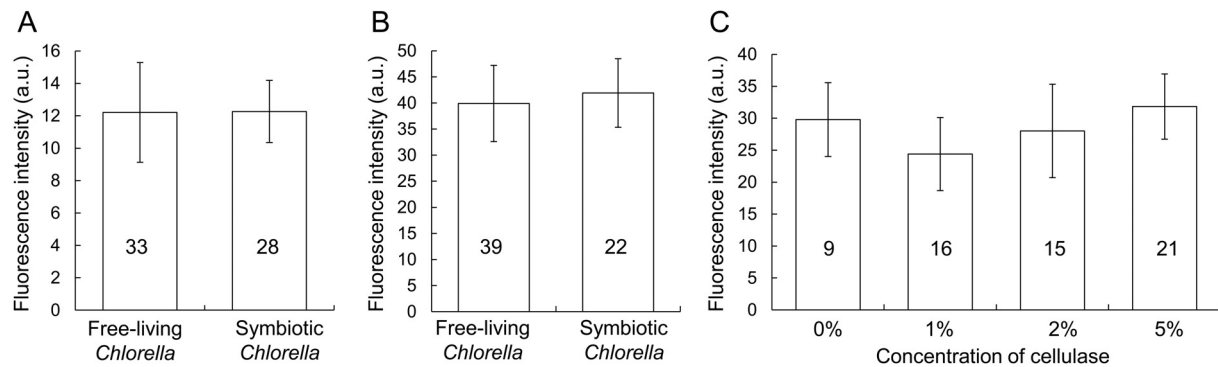 A
Fluorescence intensity (a.u.)
16
14
12
10
8
6
4
2
0
33
28
Free-living
Chlorella
Symbiotic
Chlorella
B
Fluorescence intensity (a.u.)
50
45
40
35
30
25
20
15
10
5
0
39
22
Free-living
Chlorella
Symbiotic
Chlorella
C
Fluorescence intensity (a.u.)
40
35
30
25
20
15
10
5
0
9
16
15
21
0%
1%
2%
5%
Concentration of cellulase